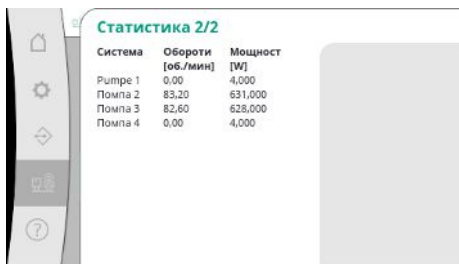 Статистика 2/2
Система Обороти Мощност
[об./мин] [W]
Pumpe 1 0,00 4,000
Помпа 2 83,20 631,000
Помпа 3 82,60 628,000
Помпа 4 0,00 4,000
?